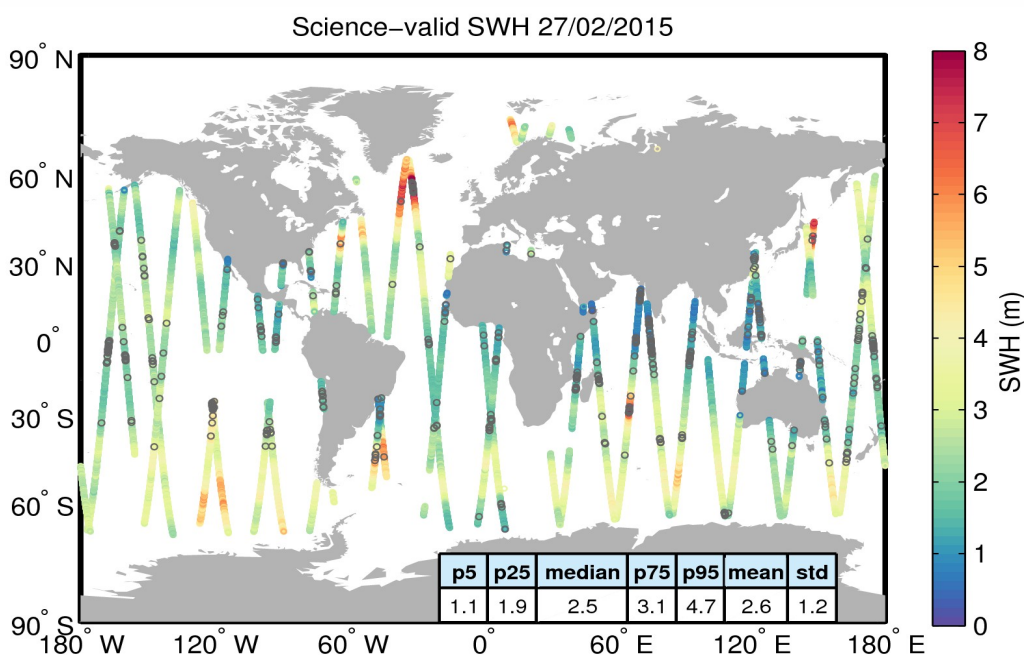 Science−valid SWH 27/02/2015
90° N
60° N
30° N
0°
30° S
60° S
90° S
180° W
120° W
60° W
0°
60° E
120° E
180° E
p5 p25 median p75 p95 mean std
1.1 1.9 2.5 3.1 4.7 2.6 1.2
8
7
6
5
4
3
2
1
0
SWH (m)